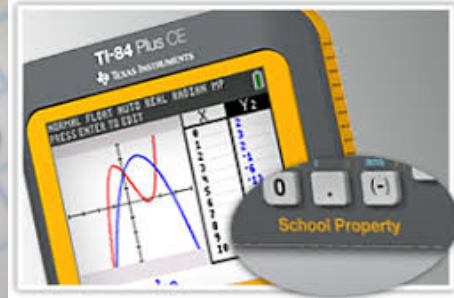 TI-84 Plus CE
TEXAS INSTRUMENTS
NORMAL FLOAT AUTO REAL RADIAN MP
PRESS ENTER TO EDIT
X Y2
0
1
2
3
4
5
6
7
8
9
10
0 . (-)
School Property